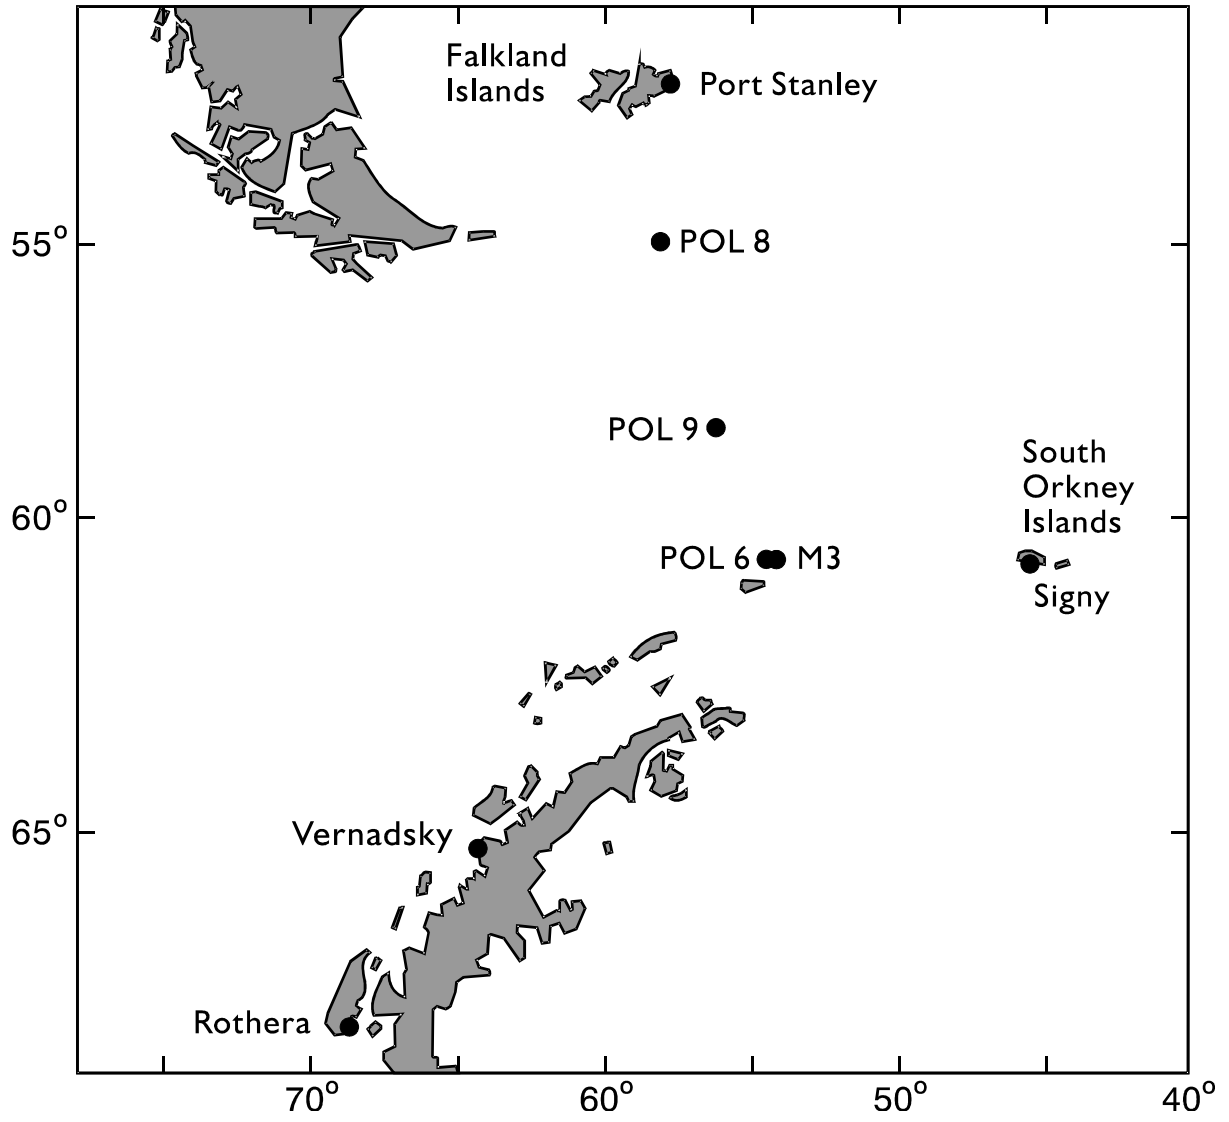 Falkland
Islands
Port Stanley
55°
POL 8
POL 9
South
Orkney
Islands
60°
POL 6
M3
Signy
65°
Vernadsky
Rothera
70°
60°
50°
40°